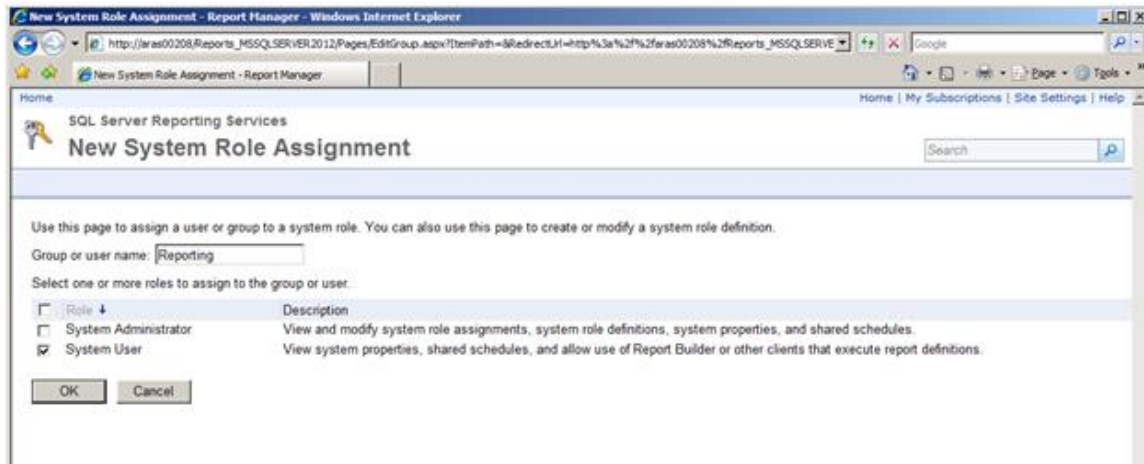 New System Role Assignment - Report Manager - Windows Internet Explorer
http://aras00208/Reports_MSSQLSERVER2012/Pages/EditGroup.aspx?ItemPath=&RedirectUrl=http%3a%2f%2faras00208%2fReports_MSSQLSERVE
Google
New System Role Assignment - Report Manager
Page Tools
Home
Home | My Subscriptions | Site Settings | Help
SQL Server Reporting Services
New System Role Assignment
Search
Use this page to assign a user or group to a system role. You can also use this page to create or modify a system role definition.
Group or user name: Reporting
Select one or more roles to assign to the group or user.
Role Description
System Administrator View and modify system role assignments, system role definitions, system properties, and shared schedules.
System User View system properties, shared schedules, and allow use of Report Builder or other clients that execute report definitions.
OK Cancel